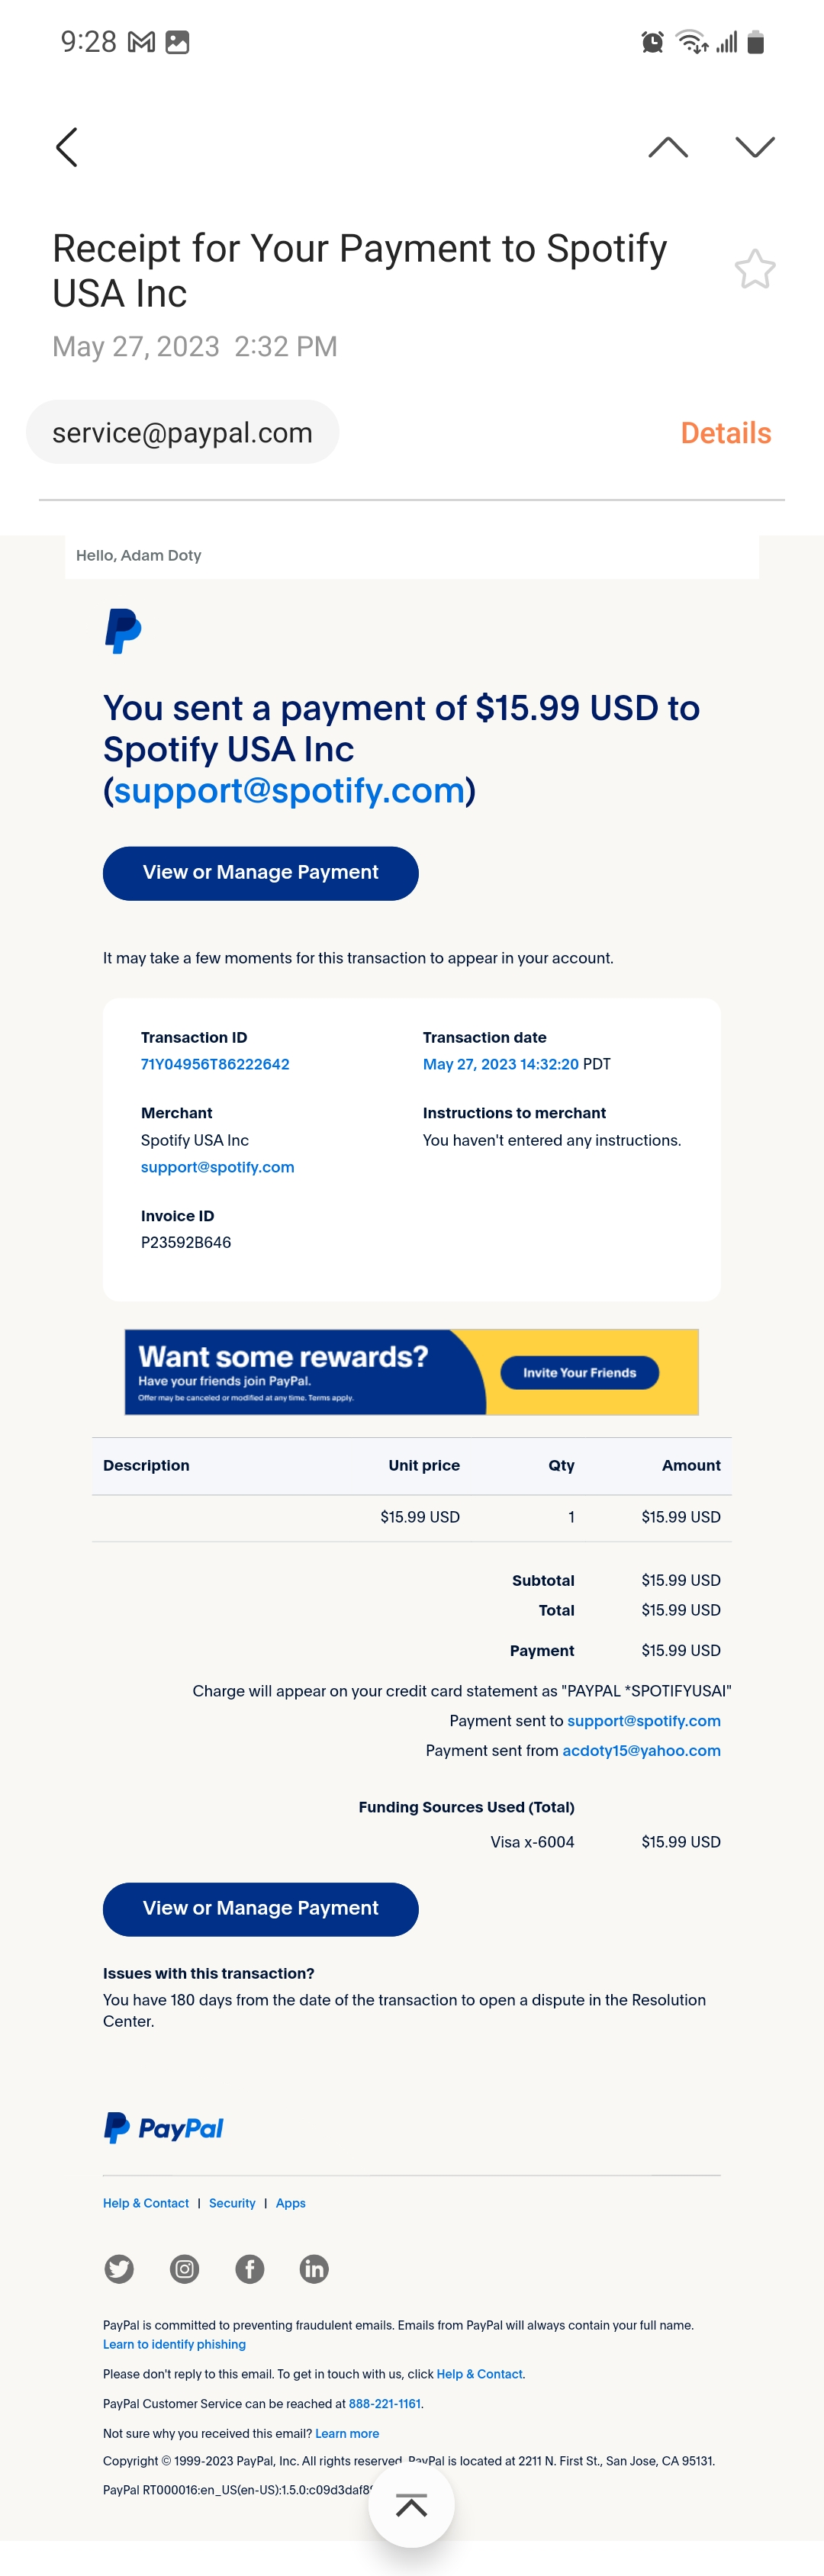 9:28
Receipt for Your Payment to Spotify
USA Inc
May 27, 2023 2:32 PM
service@paypal.com
Details
Hello, Adam Doty
You sent a payment of $15.99 USD to
Spotify USA Inc
(support@spotify.com)
View or Manage Payment
It may take a few moments for this transaction to appear in your account.
Transaction ID
71Y04956T86222642
Transaction date
May 27, 2023 14:32:20 PDT
Merchant
Spotify USA Inc
support@spotify.com
Instructions to merchant
You haven't entered any instructions.
Invoice ID
P23592B646
Want some rewards?
Have your friends join PayPal.
Offer may be canceled or modified at any time. Terms apply.
Invite Your Friends
Description Unit price Qty Amount
$15.99 USD 1 $15.99 USD
Subtotal $15.99 USD
Total $15.99 USD
Payment $15.99 USD
Charge will appear on your credit card statement as "PAYPAL *SPOTIFYUSAI"
Payment sent to support@spotify.com
Payment sent from acdoty15@yahoo.com
Funding Sources Used (Total)
Visa x-6004 $15.99 USD
View or Manage Payment
Issues with this transaction?
You have 180 days from the date of the transaction to open a dispute in the Resolution
Center.
PayPal
Help & Contact | Security | Apps
PayPal is committed to preventing fraudulent emails. Emails from PayPal will always contain your full name.
Learn to identify phishing
Please don't reply to this email. To get in touch with us, click Help & Contact.
PayPal Customer Service can be reached at 888-221-1161.
Not sure why you received this email? Learn more
Copyright © 1999-2023 PayPal, Inc. All rights reserved. PayPal is located at 2211 N. First St., San Jose, CA 95131.
PayPal RT000016:en_US(en-US):1.5.0:c09d3daf8